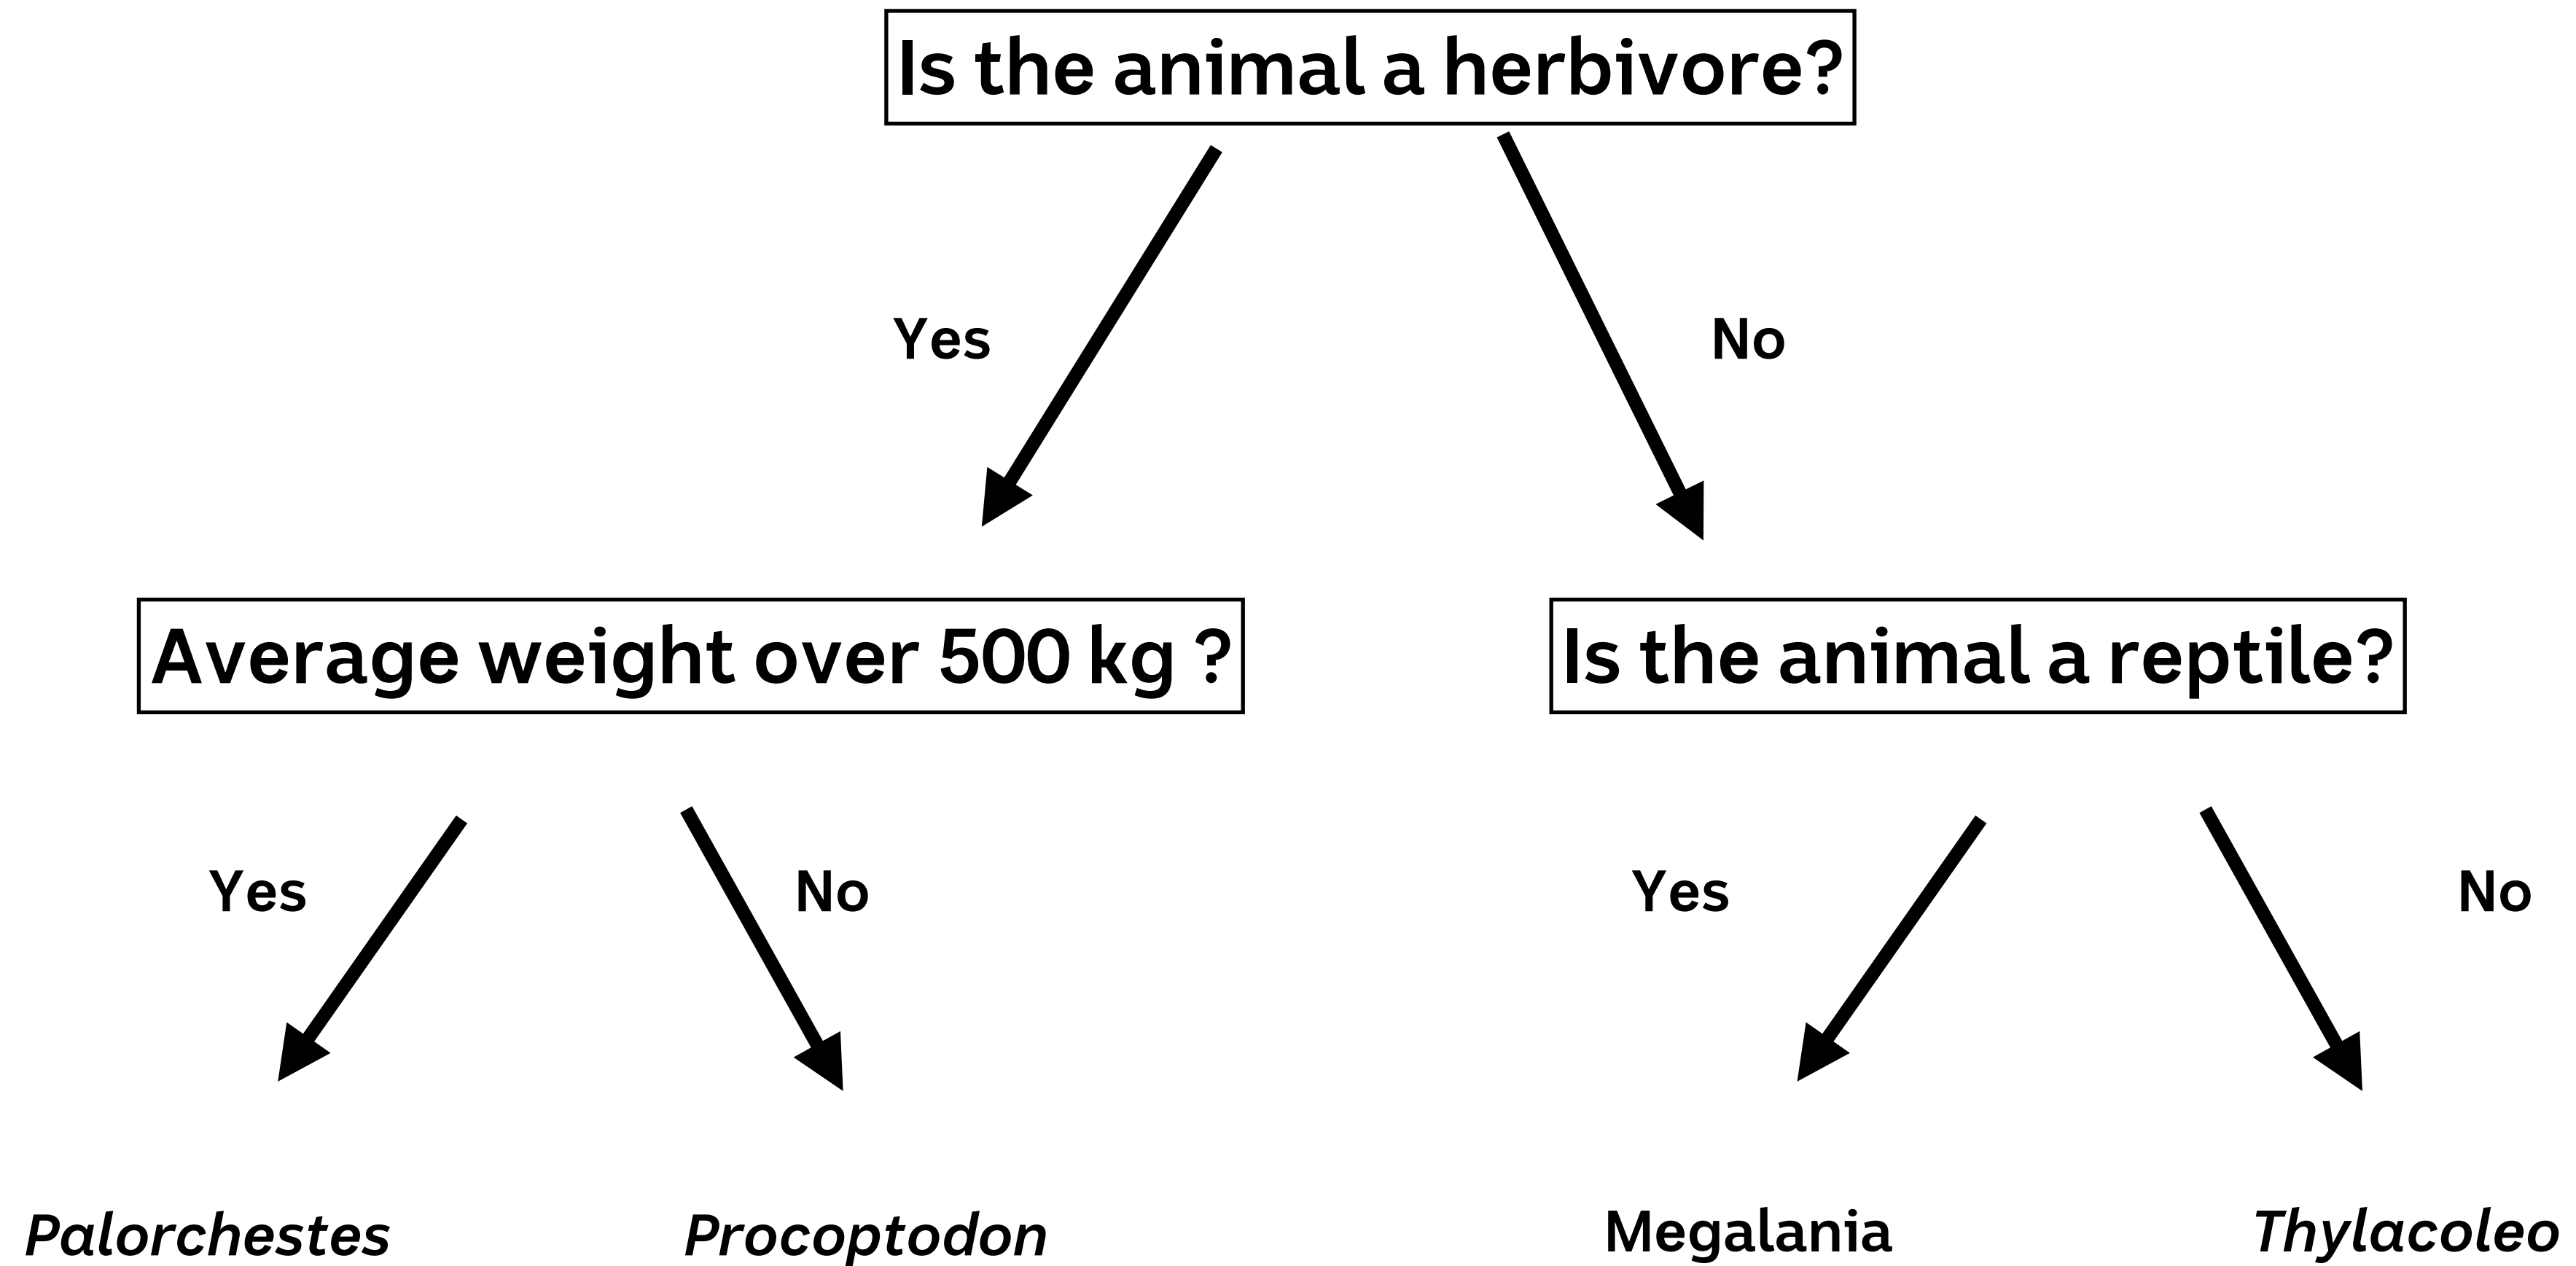 Is the animal a herbivore?
Yes
No
Average weight over 500 kg ?
Is the animal a reptile?
Yes
No
Yes
No
Palorchestes
Procoptodon
Megalania
Thylacoleo